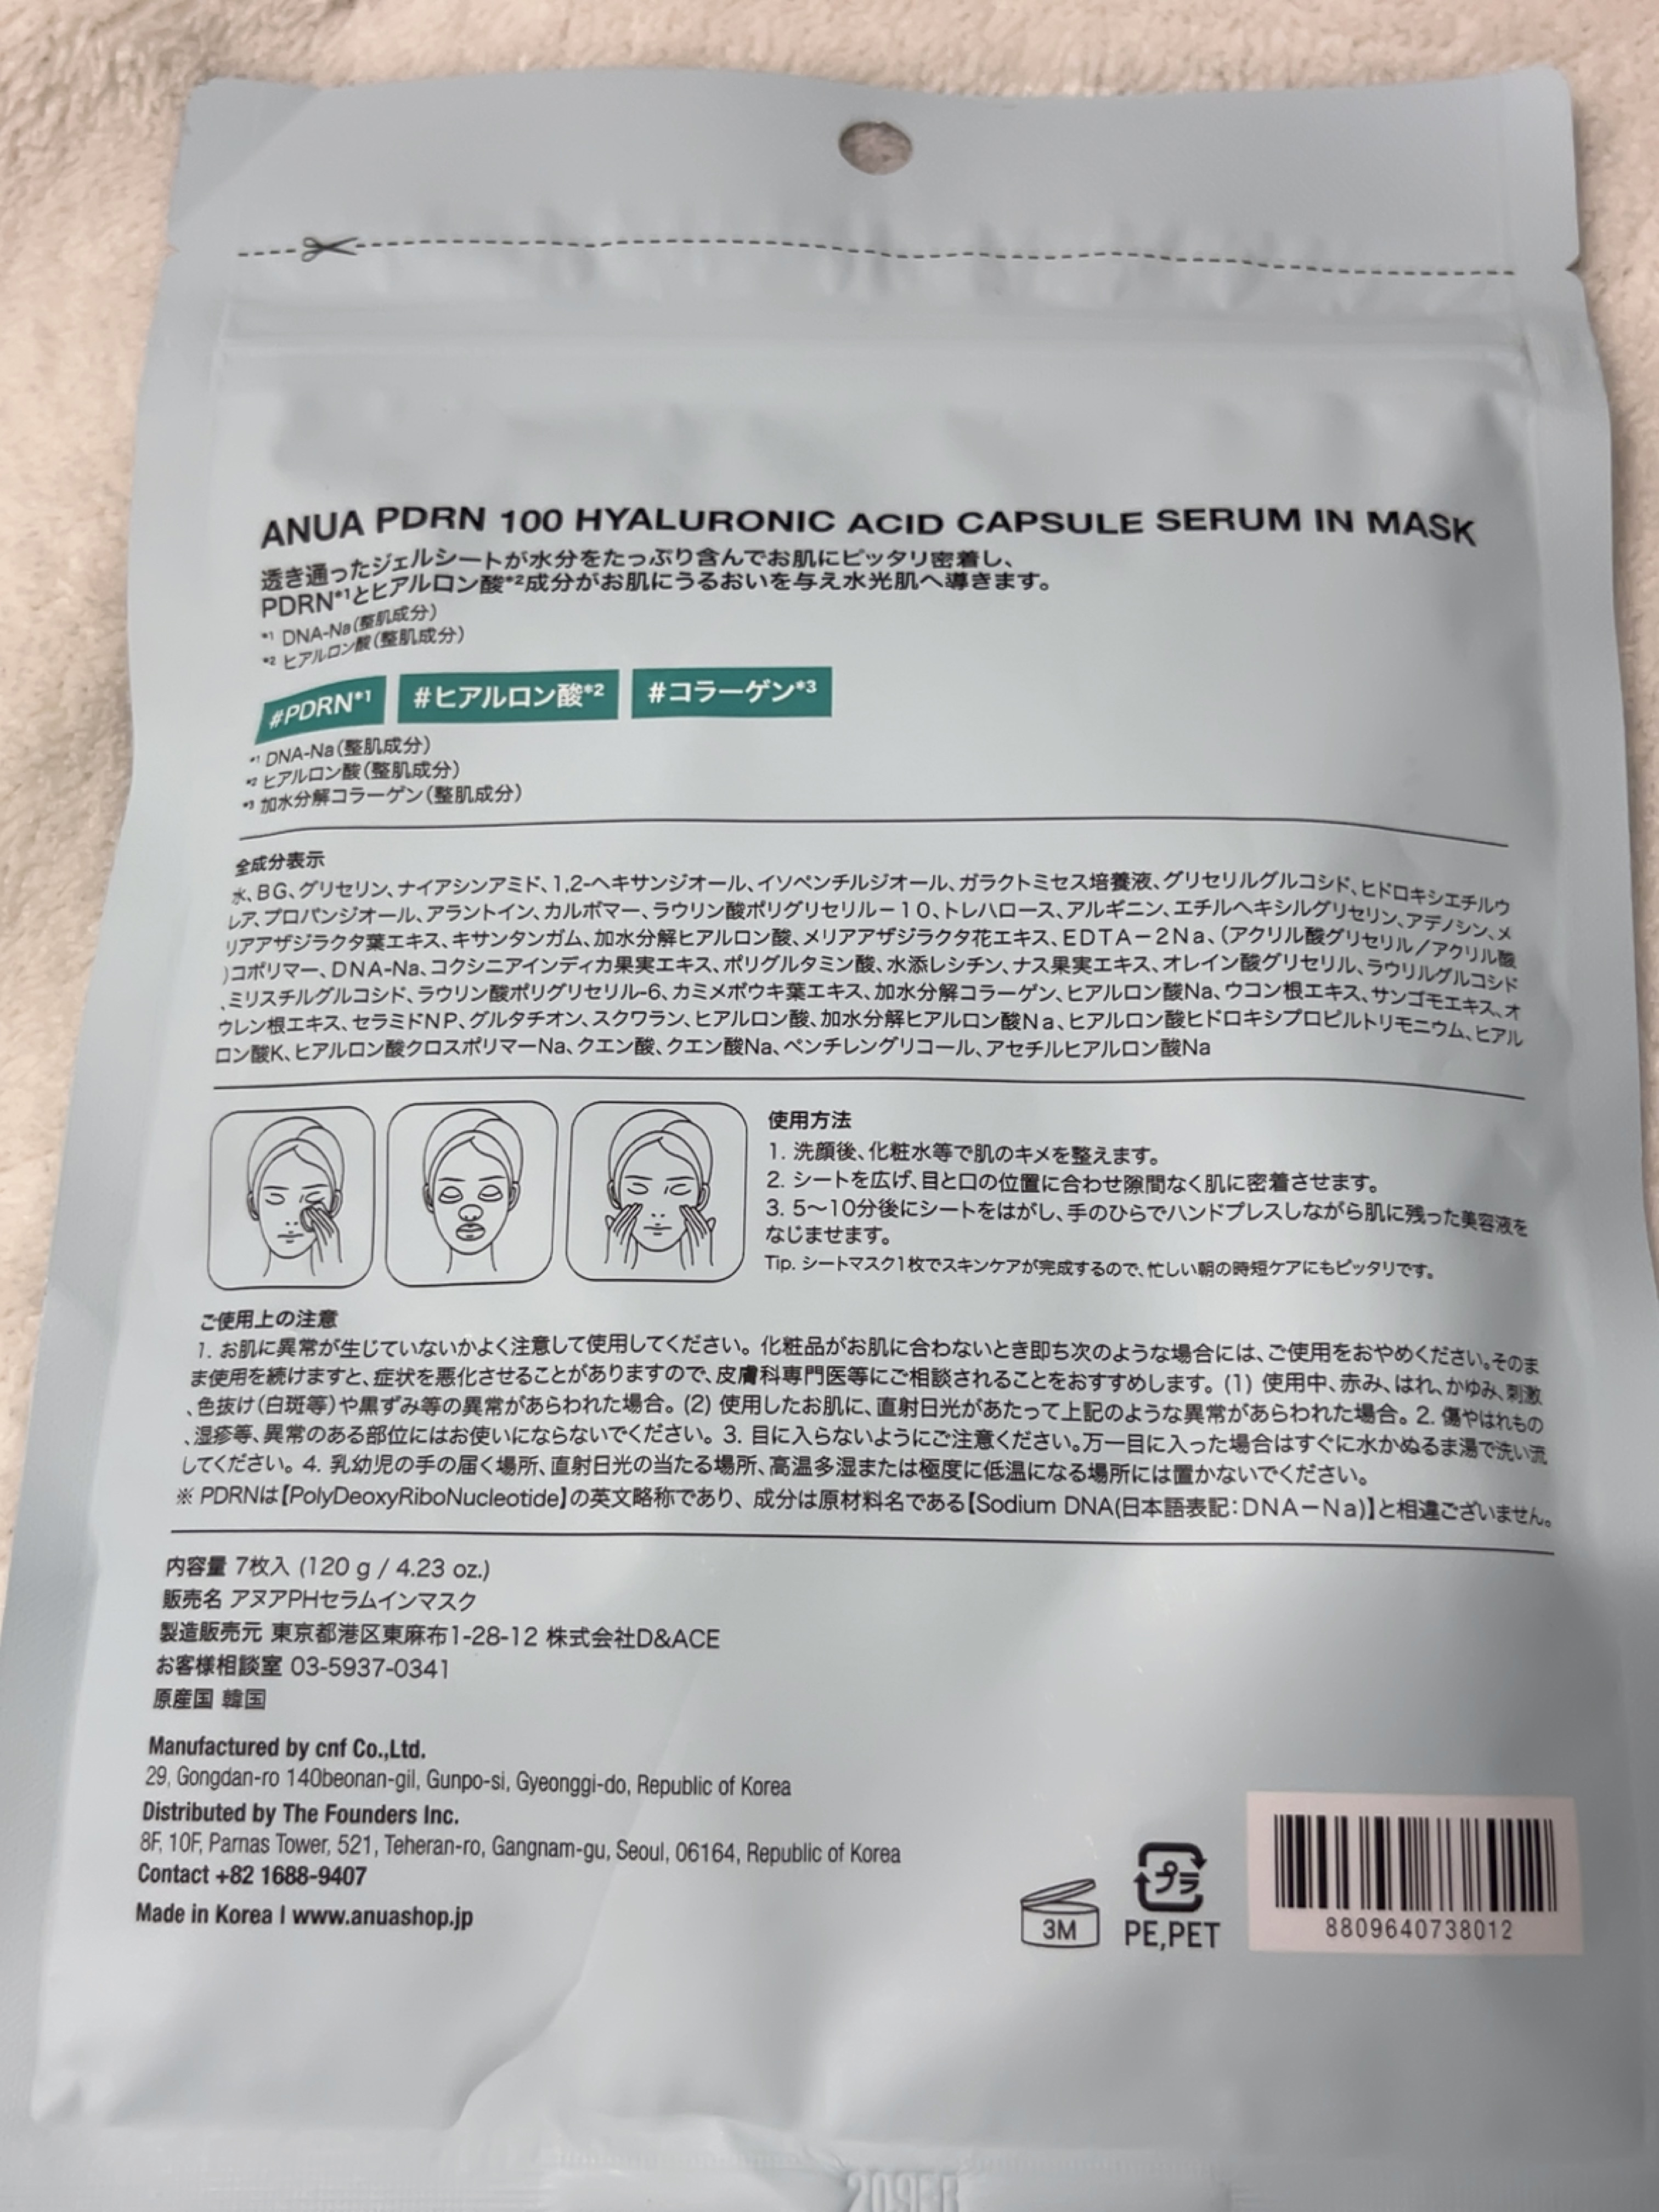 ANUA PDRN 100 HYALURONIC ACID CAPSULE SERUM IN MASK
透き通ったジェルシートが水分をたっぷり含んでお肌にピッタリ密着し、
PDRN*1とヒアルロン酸*2成分がお肌にうるおいを与え水光肌へ導きます。
*1 DNA-Na(整肌成分)
*2 ヒアルロン酸(整肌成分)
#PDRN*1 #ヒアルロン酸*2 #コラーゲン*3
*1 DNA-Na(整肌成分)
*2 ヒアルロン酸(整肌成分)
*3 加水分解コラーゲン(整肌成分)
全成分表示
水、BG、グリセリン、ナイアシンアミド、1,2-ヘキサンジオール、イソペンチルジオール、ガラクトミセス培養液、グリセリルグルコシド、ヒドロキシエチルウ
レア、プロパンジオール、アラントイン、カルボマー、ラウリン酸ポリグリセリル－10、トレハロース、アルギニン、エチルヘキシルグリセリン、アデノシン、メ
リアアザジラクタ葉エキス、キサンタンガム、加水分解ヒアルロン酸、メリアアザジラクタ花エキス、EDTA－2Na、(アクリル酸グリセリル/アクリル酸
)コポリマー、DNA-Na、コクシニアインディカ果実エキス、ポリグルタミン酸、水添レシチン、ナス果実エキス、オレイン酸グリセリル、ラウリルグルコシド
、ミリスチルグルコシド、ラウリン酸ポリグリセリル-6、カミメボウキ葉エキス、加水分解コラーゲン、ヒアルロン酸Na、ウコン根エキス、サンゴモエキス、オ
ウレン根エキス、セラミドNP、グルタチオン、スクワラン、ヒアルロン酸、加水分解ヒアルロン酸Na、ヒアルロン酸ヒドロキシプロピルトリモニウム、ヒアル
ロン酸K、ヒアルロン酸クロスポリマーNa、クエン酸、クエン酸Na、ペンチレングリコール、アセチルヒアルロン酸Na
使用方法
1. 洗顔後、化粧水等で肌のキメを整えます。
2. シートを広げ、目と口の位置に合わせ隙間なく肌に密着させます。
3. 5〜10分後にシートをはがし、手のひらでハンドプレスしながら肌に残った美容液を
なじませます。
Tip. シートマスク1枚でスキンケアが完成するので、忙しい朝の時短ケアにもピッタリです。
ご使用上の注意
1. お肌に異常が生じていないかよく注意して使用してください。化粧品がお肌に合わないとき即ち次のような場合には、ご使用をおやめください。そのま
ま使用を続けますと、症状を悪化させることがありますので、皮膚科専門医等にご相談されることをおすすめします。(1) 使用中、赤み、はれ、かゆみ、刺激
、色抜け(白斑等)や黒ずみ等の異常があらわれた場合。(2) 使用したお肌に、直射日光があたって上記のような異常があらわれた場合。2. 傷やはれもの
、湿疹等、異常のある部位にはお使いにならないでください。3. 目に入らないようにご注意ください。万一目に入った場合はすぐに水かぬるま湯で洗い流
してください。4. 乳幼児の手の届く場所、直射日光の当たる場所、高温多湿または極度に低温になる場所には置かないでください。
※ PDRNは【PolyDeoxyRiboNucleotide】の英文略称であり、成分は原材料名である【Sodium DNA(日本語表記：DNA－Na)】と相違ございません。
内容量 7枚入 (120 g / 4.23 oz.)
販売名 アヌアPHセラムインマスク
製造販売元 東京都港区東麻布1-28-12 株式会社D&ACE
お客様相談室 03-5937-0341
原産国 韓国
Manufactured by cnf Co.,Ltd.
29, Gongdan-ro 140beonan-gil, Gunpo-si, Gyeonggi-do, Republic of Korea
Distributed by The Founders Inc.
8F, 10F, Parnas Tower, 521, Teheran-ro, Gangnam-gu, Seoul, 06164, Republic of Korea
Contact +82 1688-9407
Made in Korea I www.anuashop.jp
3M
プラ
PE,PET
8809640738012